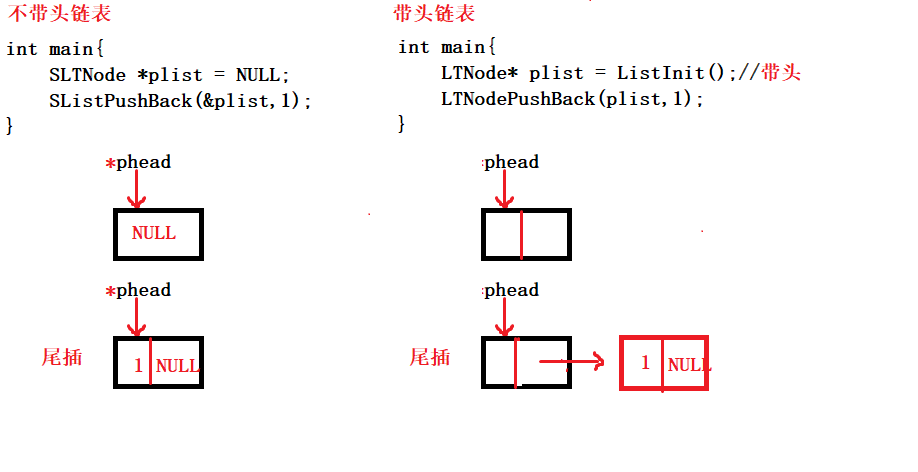 不带头链表
int main{
SLTNode *plist = NULL;
SListPushBack(&plist,1);
}
*phead
NULL
*phead
尾插
1 NULL
带头链表
int main{
LTNode* plist = ListInit();//带头
LTNodePushBack(plist,1);
}
phead
phead
尾插
1 NULL